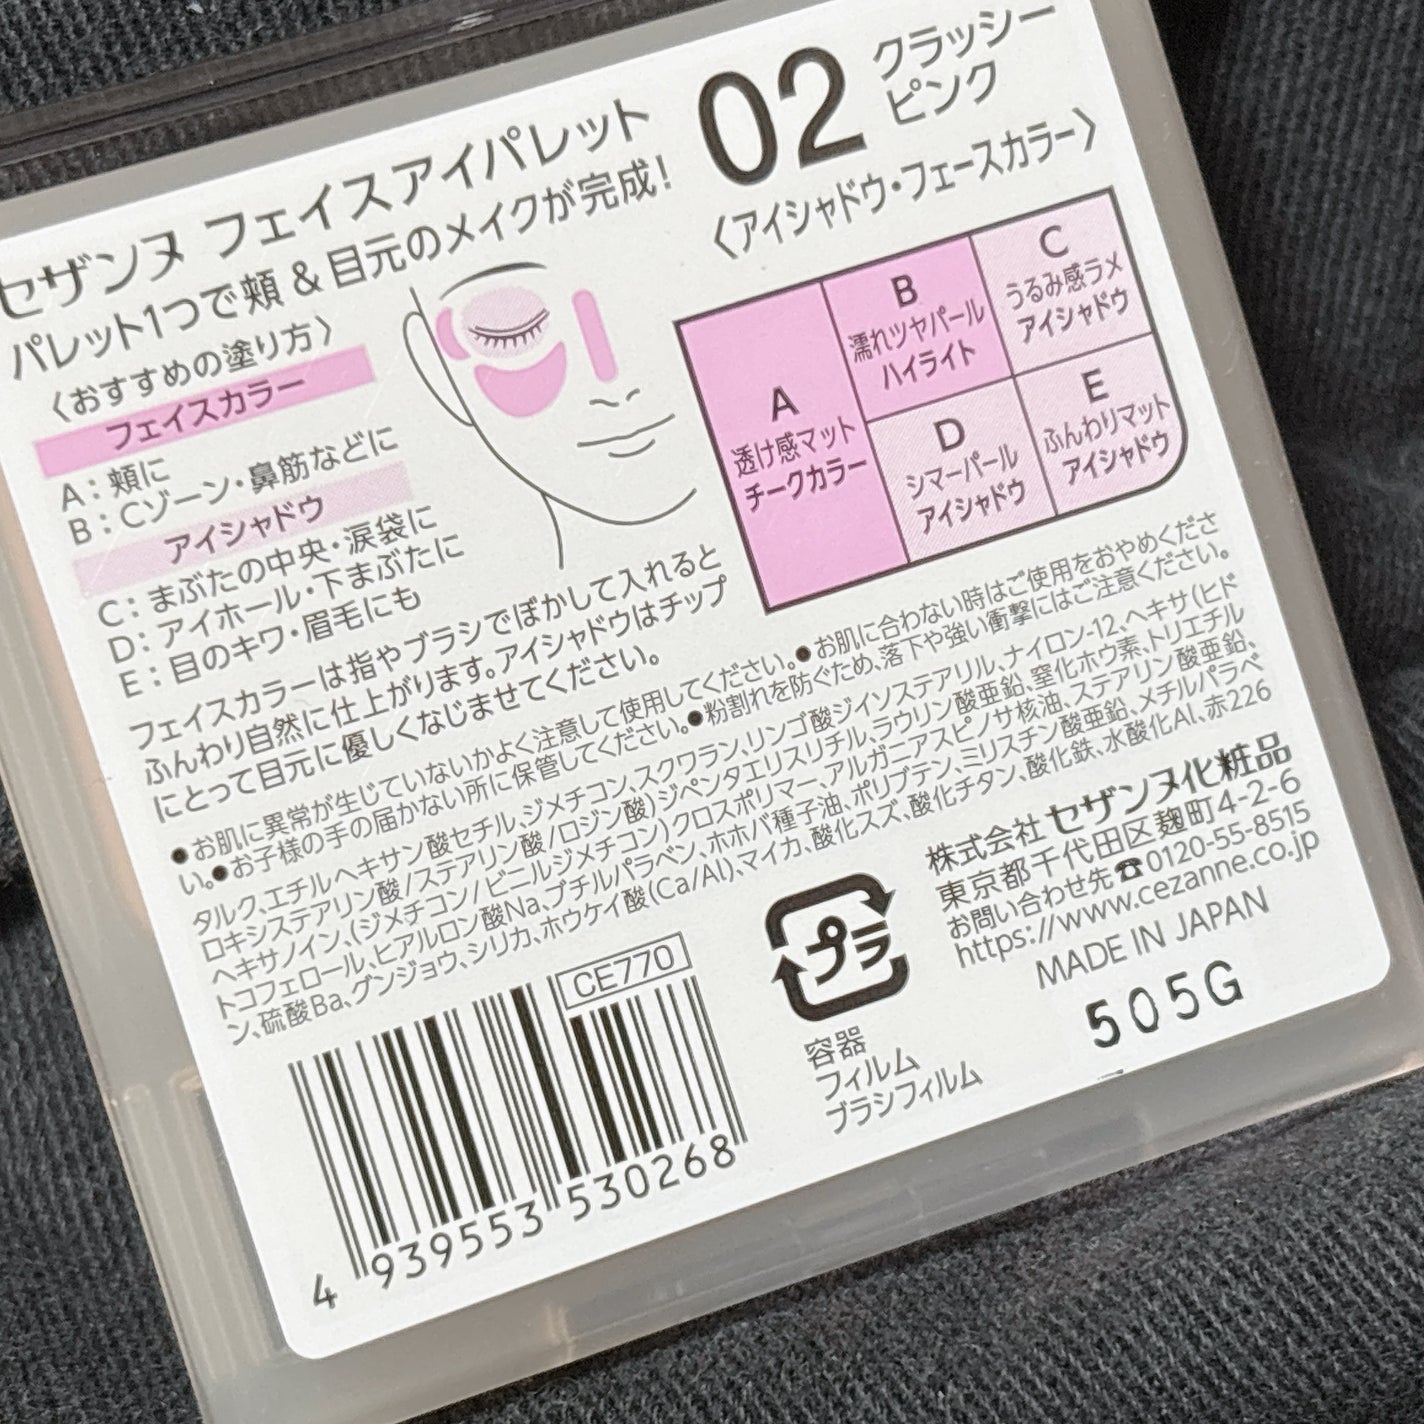 セザンヌ フェイスアイパレット
パレット1つで頬 & 目元のメイクが完成!
02 クラッシー
ピンク
〈アイシャドウ・フェースカラー〉
〈おすすめの塗り方〉
フェイスカラー
A：頬に
B：Cゾーン・鼻筋などに
アイシャドウ
C：まぶたの中央・涙袋に
D：アイホール・下まぶたに
E：目のキワ・眉毛にも
A
透け感マット
チークカラー
B
濡れツヤパール
ハイライト
C
うるみ感ラメ
アイシャドウ
D
シマーパール
アイシャドウ
E
ふんわりマット
アイシャドウ
フェイスカラーは指やブラシでぼかして入れると
ふんわり自然に仕上がります。アイシャドウはチップ
にとって目元に優しくなじませてください。
●お肌に異常が生じていないかよく注意して使用してください。●お肌に合わない時はご使用をおやめくださ
い。●お子様の手の届かない所に保管してください。●粉割れを防ぐため、落下や強い衝撃にはご注意ください。
タルク、エチルヘキサン酸セチル、ジメチコン、スクワラン、リンゴ酸ジイソステアリル、ナイロン-12、ヘキサ(ヒド
ロキシステアリン酸/ステアリン酸/ロジン酸)ジペンタエリスリチル、ラウリン酸亜鉛、窒化ホウ素、トリエチル
ヘキサノイン、(ジメチコン/ビニルジメチコン)クロスポリマー、アルガニアスピノサ核油、ステアリン酸亜鉛、
トコフェロール、ヒアルロン酸Na、ブチルパラベン、ホホバ種子油、ポリブテン、ミリスチン酸亜鉛、メチルパラベ
ン、硫酸Ba、グンジョウ、シリカ、ホウケイ酸(Ca/Al)、マイカ、酸化スズ、酸化チタン、酸化鉄、水酸化Al、赤226
CE770
4 939553 530268
プラ
容器
フィルム
ブラシフィルム
株式会社 セザンヌ化粧品
東京都千代田区麹町4-2-6
お問い合わせ先☎0120-55-8515
https://www.cezanne.co.jp
MADE IN JAPAN
505G